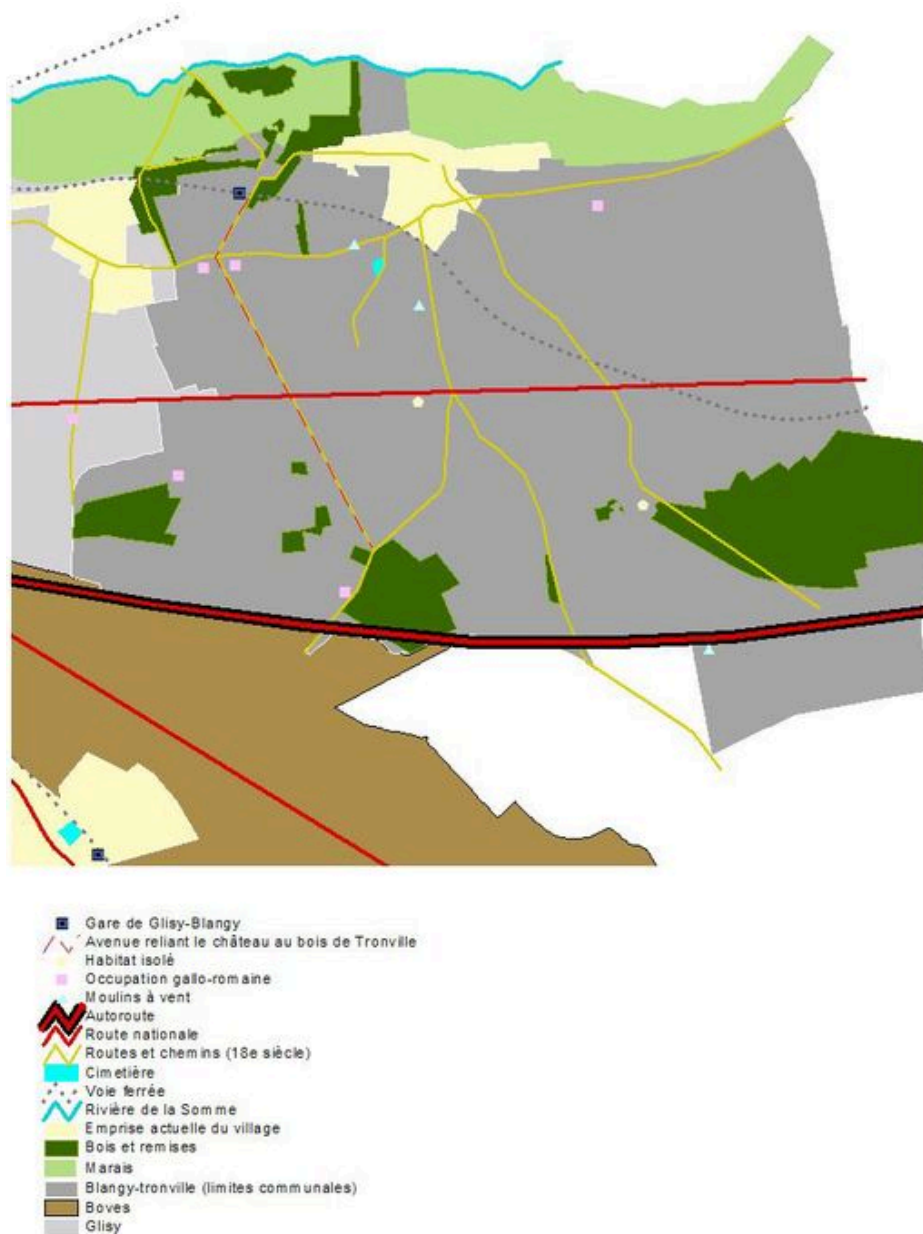 Gare de Glisy-Blangy
Avenue reliant le château au bois de Tronville
Habitat isolé
Occupation gallo-romaine
Moulins à vent
Autoroute
Route nationale
Routes et chemins (18e siècle)
Cimetière
Voie ferrée
Rivière de la Somme
Emprise actuelle du village
Bois et remises
Marais
Blangy-tronville (limites communales)
Boves
Glisy